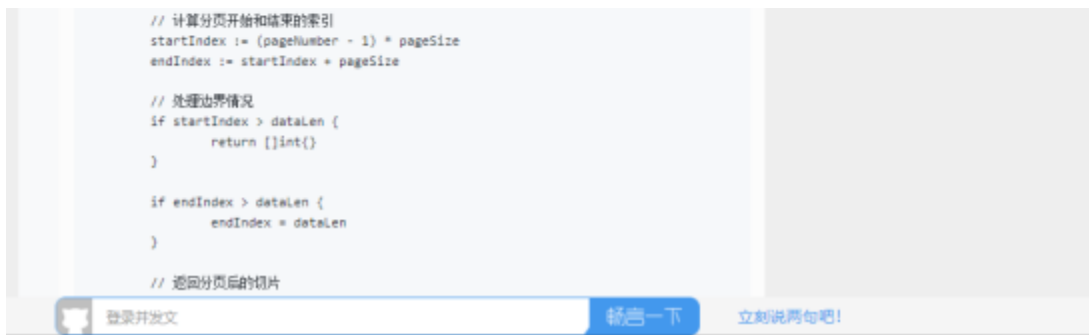 // 计算分页开始和结束的索引
startIndex := (pageNumber - 1) * pageSize
endIndex := startIndex + pageSize
// 处理边界情况
if startIndex > dataLen {
return []int{}
}
if endIndex > dataLen {
endIndex = dataLen
}
// 返回分页后的切片
登录并发文 畅言一下 立刻说两句吧!